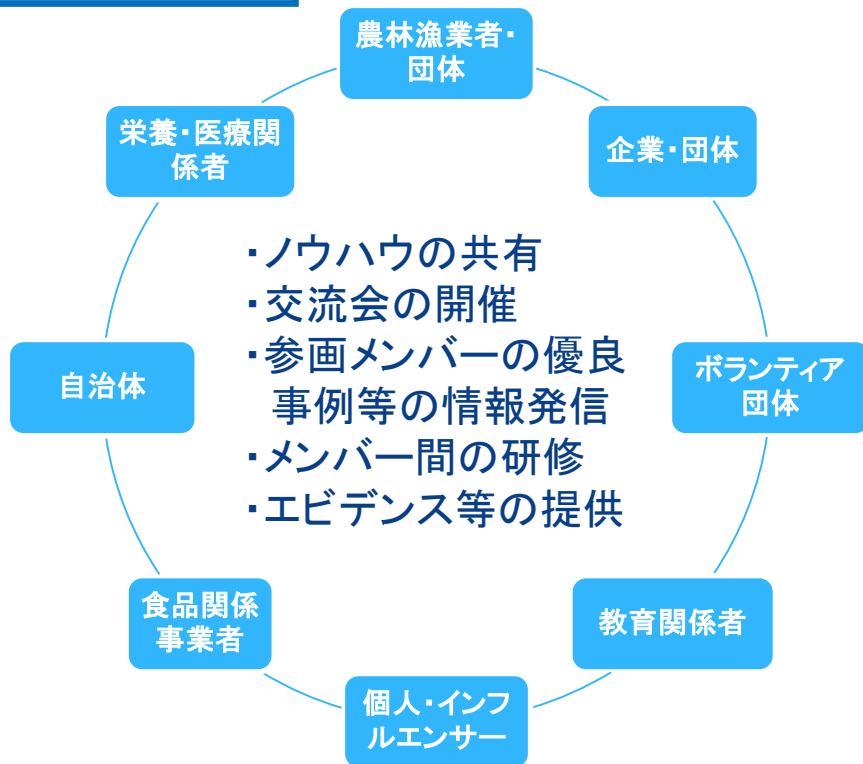 農林漁業者・
団体
栄養・医療関
係者
企業・団体
・ノウハウの共有
・交流会の開催
・参画メンバーの優良
事例等の情報発信
・メンバー間の研修
・エビデンス等の提供
自治体
ボランティア
団体
食品関係
事業者
教育関係者
個人・インフ
ルエンサー